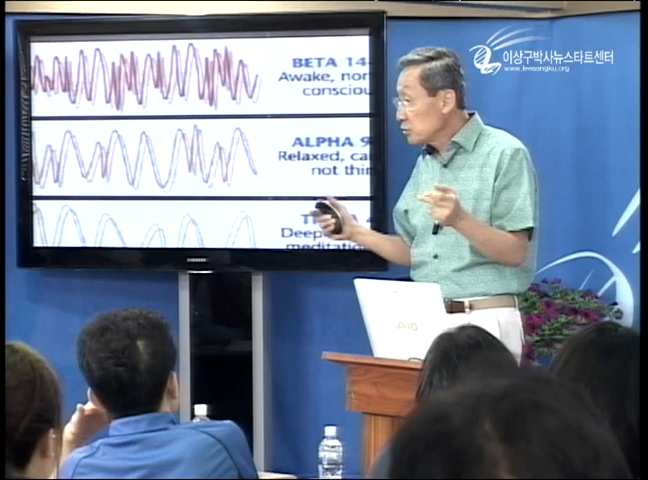 이상구박사뉴스타트센터
www.leesangku.org
BETA 14-
Awake, nor
consciou
ALPHA 9
Relaxed, ca
not thin
Deep
meditatio
SAMSUNG
VAIO